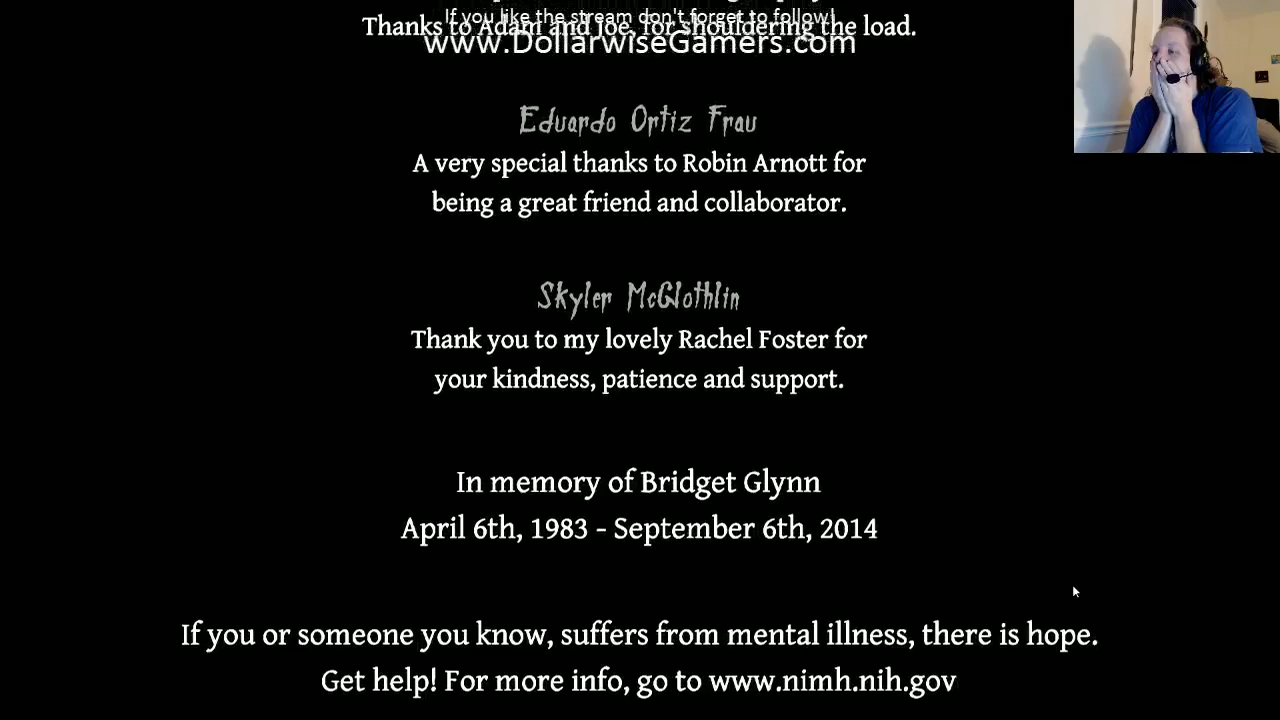 If you like the stream don't forget to follow!
Thanks to Adam and Joe, for shouldering the load.
www.DollarwiseGamers.com
Eduardo Ortiz Frau
A very special thanks to Robin Arnott for
being a great friend and collaborator.
Skyler McGlothlin
Thank you to my lovely Rachel Foster for
your kindness, patience and support.
In memory of Bridget Glynn
April 6th, 1983 - September 6th, 2014
If you or someone you know, suffers from mental illness, there is hope.
Get help! For more info, go to www.nimh.nih.gov